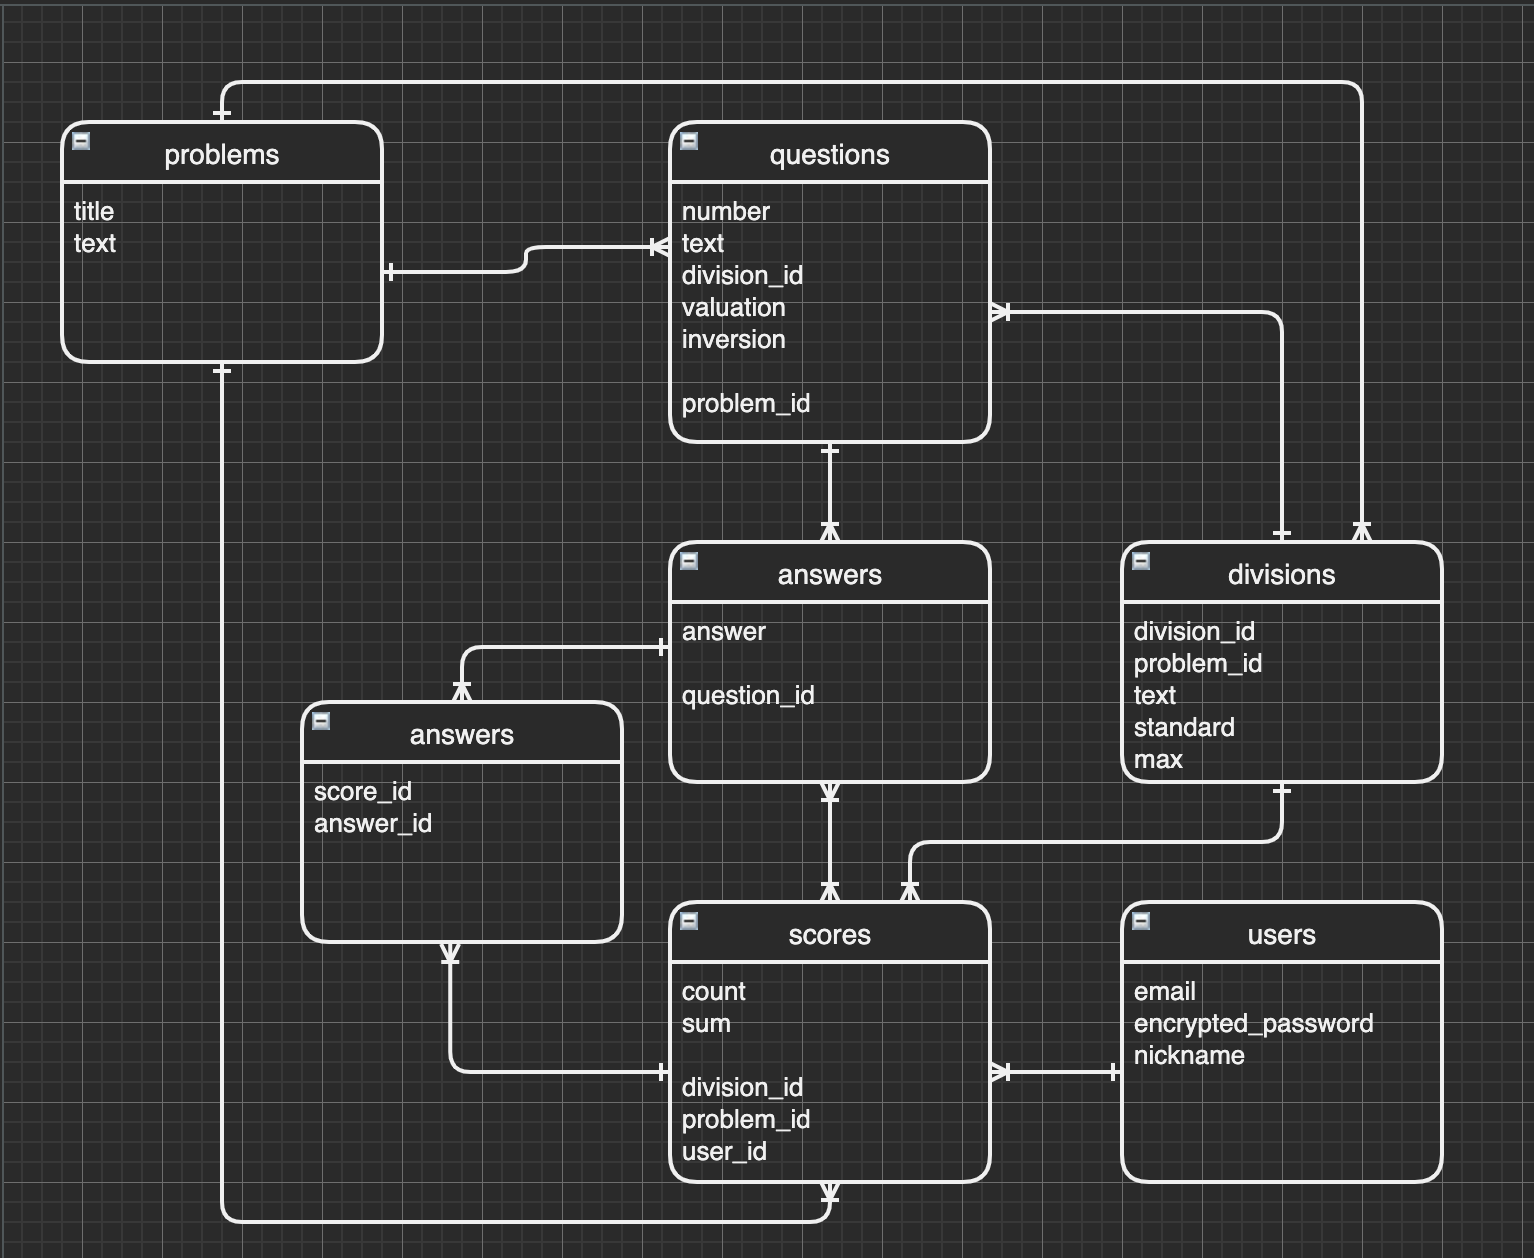 problems
title
text
questions
number
text
division_id
valuation
inversion
problem_id
answers
answer
question_id
divisions
division_id
problem_id
text
standard
max
answers
score_id
answer_id
scores
count
sum
division_id
problem_id
user_id
users
email
encrypted_password
nickname